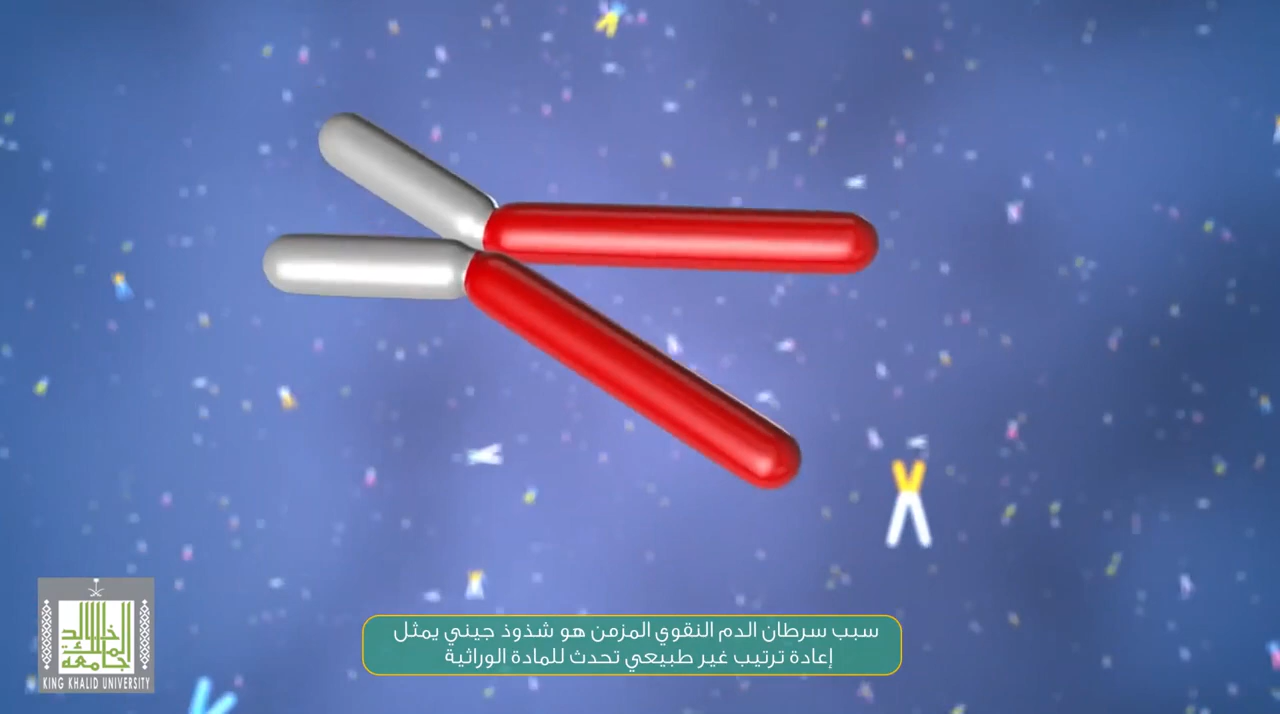 سبب سرطان الدم النقوي المزمن هو شذوذ جيني يمثل
إعادة ترتيب غير طبيعي تحدث للمادة الوراثية
جامعة الملك خالد
KING KHALID UNIVERSITY